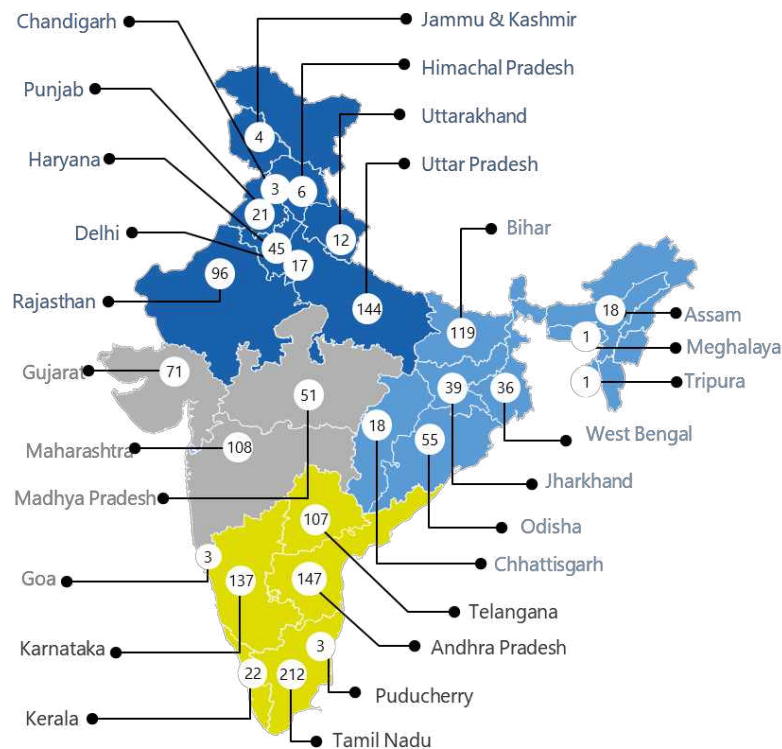 Chandigarh
Jammu & Kashmir
Himachal Pradesh
Punjab
Uttarakhand
4
Haryana
Uttar Pradesh
3
6
21
Delhi
Bihar
12
45
17
96
Rajasthan
144
18
Assam
119
1
Meghalaya
Gujarat
71
1
Tripura
51
39
36
18
55
West Bengal
Maharashtra
108
Jharkhand
Madhya Pradesh
107
Odisha
3
Chhattisgarh
Goa
137
147
Telangana
Karnataka
3
Andhra Pradesh
22
212
Puducherry
Kerala
Tamil Nadu